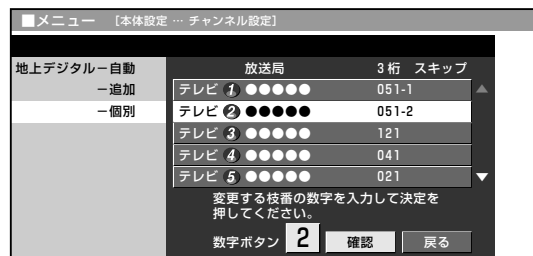 ■メニュー [本体設定 … チャンネル設定]
地上デジタルー自動
ー追加
ー個別
放送局 3桁 スキップ
テレビ 1 ●●●●● 051-1
テレビ 2 ●●●●● 051-2
テレビ 3 ●●●●● 121
テレビ 4 ●●●●● 041
テレビ 5 ●●●●● 021
変更する枝番の数字を入力して決定を
押してください。
数字ボタン 2 確認 戻る